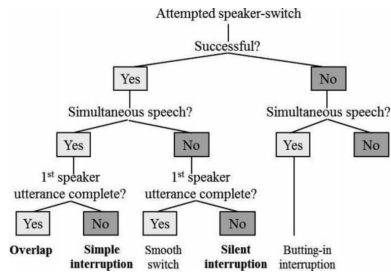 Attempted speaker-switch
Successful?
Yes No
Simultaneous speech? Simultaneous speech?
Yes No Yes No
1st speaker 1st speaker
utterance complete? utterance complete?
Yes No Yes No
Overlap Simple Smooth Silent Butting-in
interruption switch interruption interruption